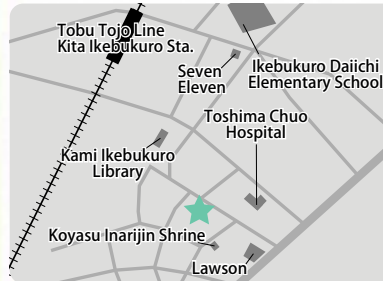 Tobu Tojo Line
Kita Ikebukuro Sta.
Seven
Eleven
Ikebukuro Daiichi
Elementary School
Toshima Chuo
Hospital
Kami Ikebukuro
Library
Koyasu Inarijin Shrine
Lawson